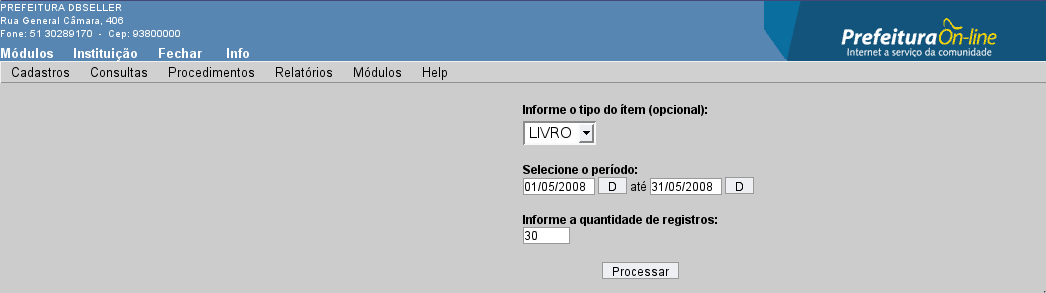 PREFEITURA DBSELLER
Rua General Câmara, 406
Fone: 51 30289170 - Cep: 93800000
Módulos Instituição Fechar Info
PrefeituraOn-line
Internet a serviço da comunidade
Cadastros Consultas Procedimentos Relatórios Módulos Help
Informe o tipo do ítem (opcional):
LIVRO
Selecione o período:
01/05/2008 D até 31/05/2008 D
Informe a quantidade de registros:
30
Processar